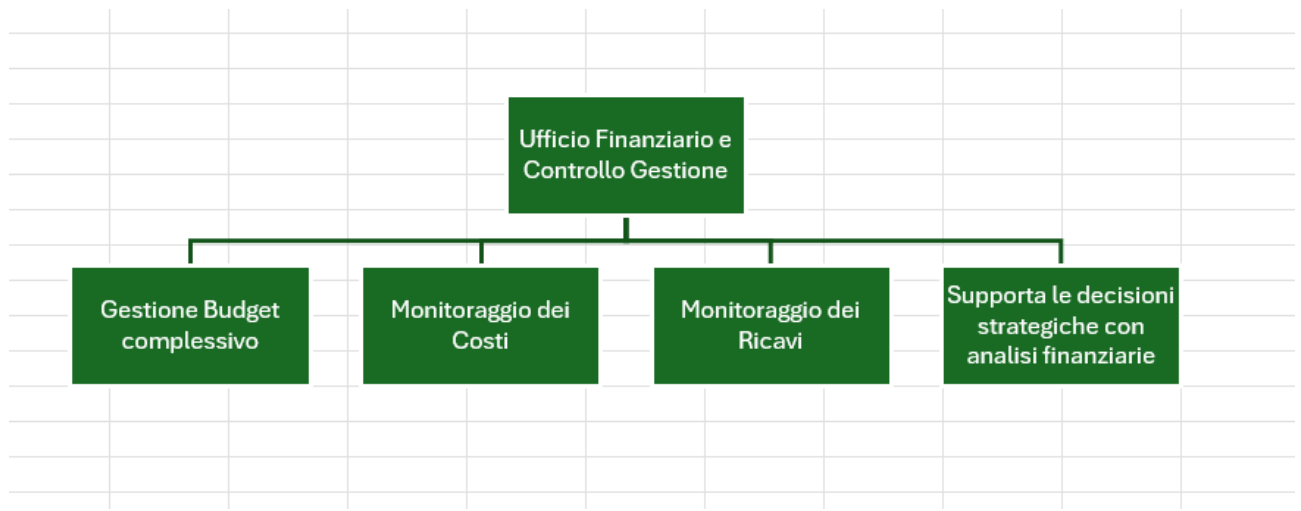 Ufficio Finanziario e
Controllo Gestione
Gestione Budget
complessivo
Monitoraggio dei
Costi
Monitoraggio dei
Ricavi
Supporta le decisioni
strategiche con
analisi finanziarie